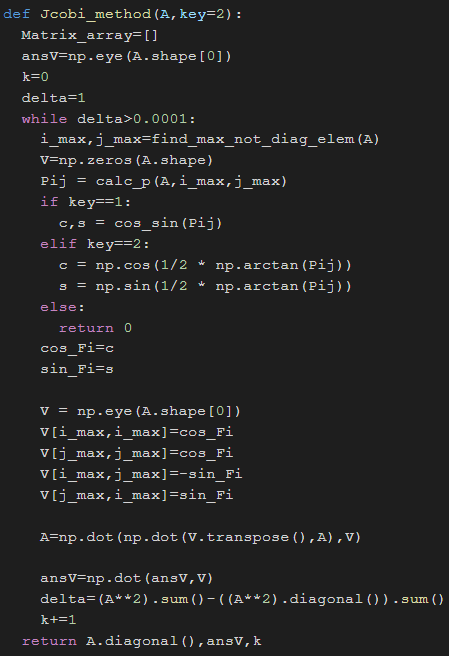 def Jcobi_method(A,key=2):
  Matrix_array=[]
  ansV=np.eye(A.shape[0])
  k=0
  delta=1
  while delta>0.0001:
    i_max,j_max=find_max_not_diag_elem(A)
    V=np.zeros(A.shape)
    Pij = calc_p(A,i_max,j_max)
    if key==1:
      c,s = cos_sin(Pij)
    elif key==2:
      c = np.cos(1/2 * np.arctan(Pij))
      s = np.sin(1/2 * np.arctan(Pij))
    else:
      return 0
    cos_Fi=c
    sin_Fi=s

    V = np.eye(A.shape[0])
    V[i_max,i_max]=cos_Fi
    V[j_max,j_max]=cos_Fi
    V[i_max,j_max]=-sin_Fi
    V[j_max,i_max]=sin_Fi

    A=np.dot(np.dot(V.transpose(),A),V)

    ansV=np.dot(ansV,V)
    delta=(A**2).sum()-((A**2).diagonal()).sum()
    k+=1
  return A.diagonal(),ansV,k